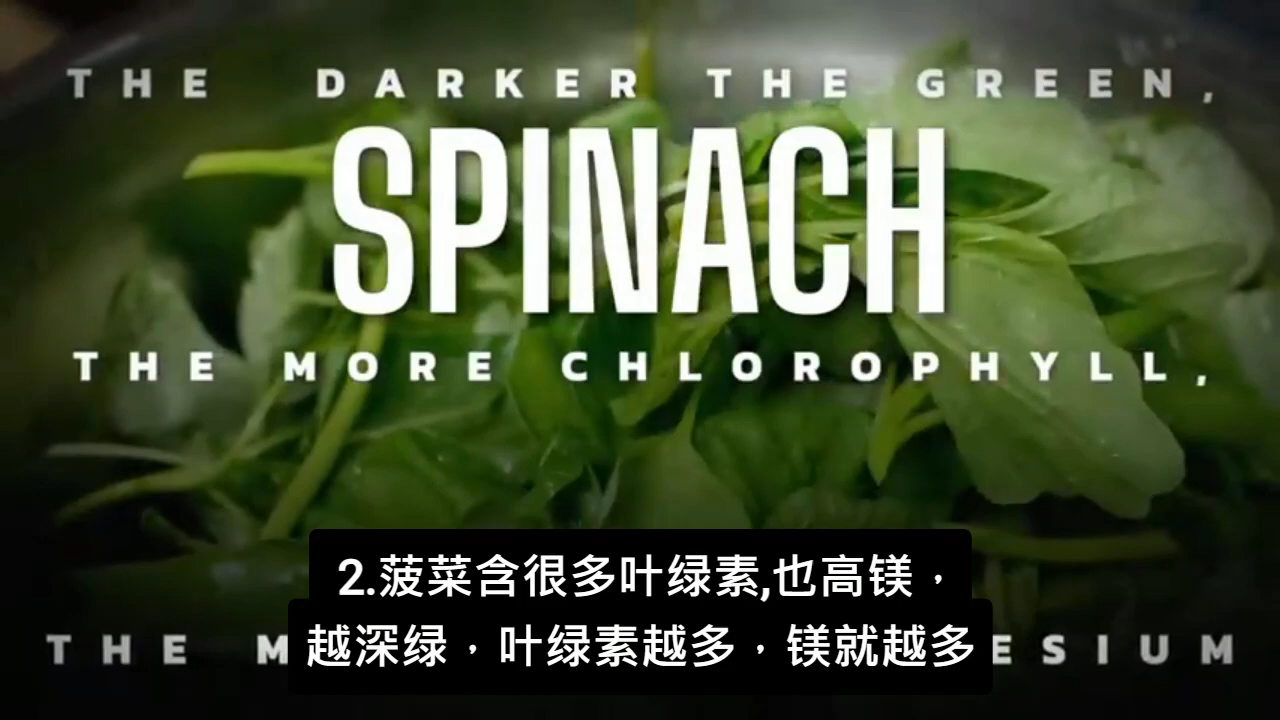 THE DARKER THE GREEN,
SPINACH
THE MORE CHLOROPHYLL,
2.菠菜含很多叶绿素,也高镁，
越深绿，叶绿素越多，镁就越多
THE